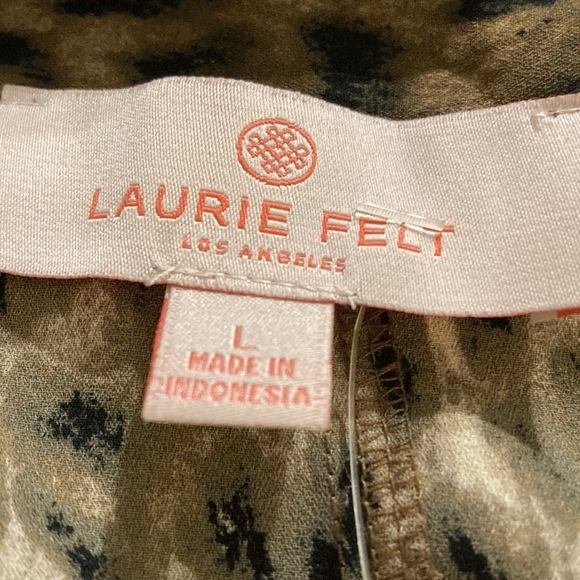 LAURIE FELT
LOS ANGELES
L
MADE IN
INDONESIA